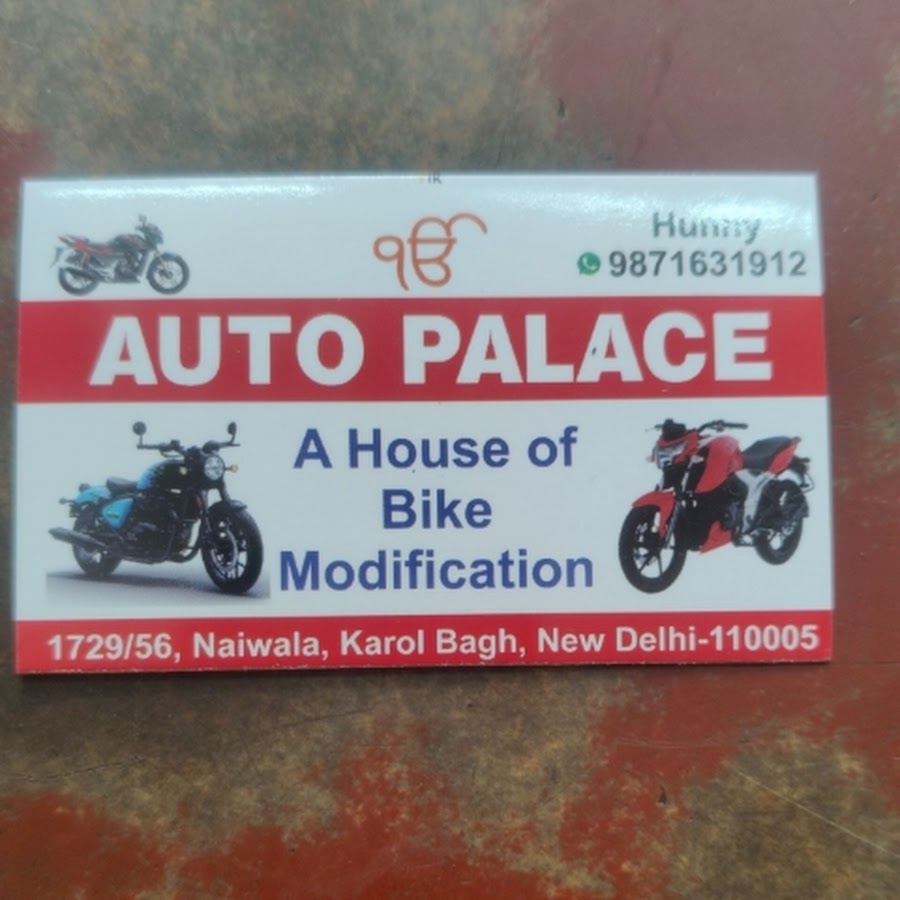 ੴ
Hunny
9871631912
AUTO PALACE
A House of
Bike
Modification
1729/56, Naiwala, Karol Bagh, New Delhi-110005